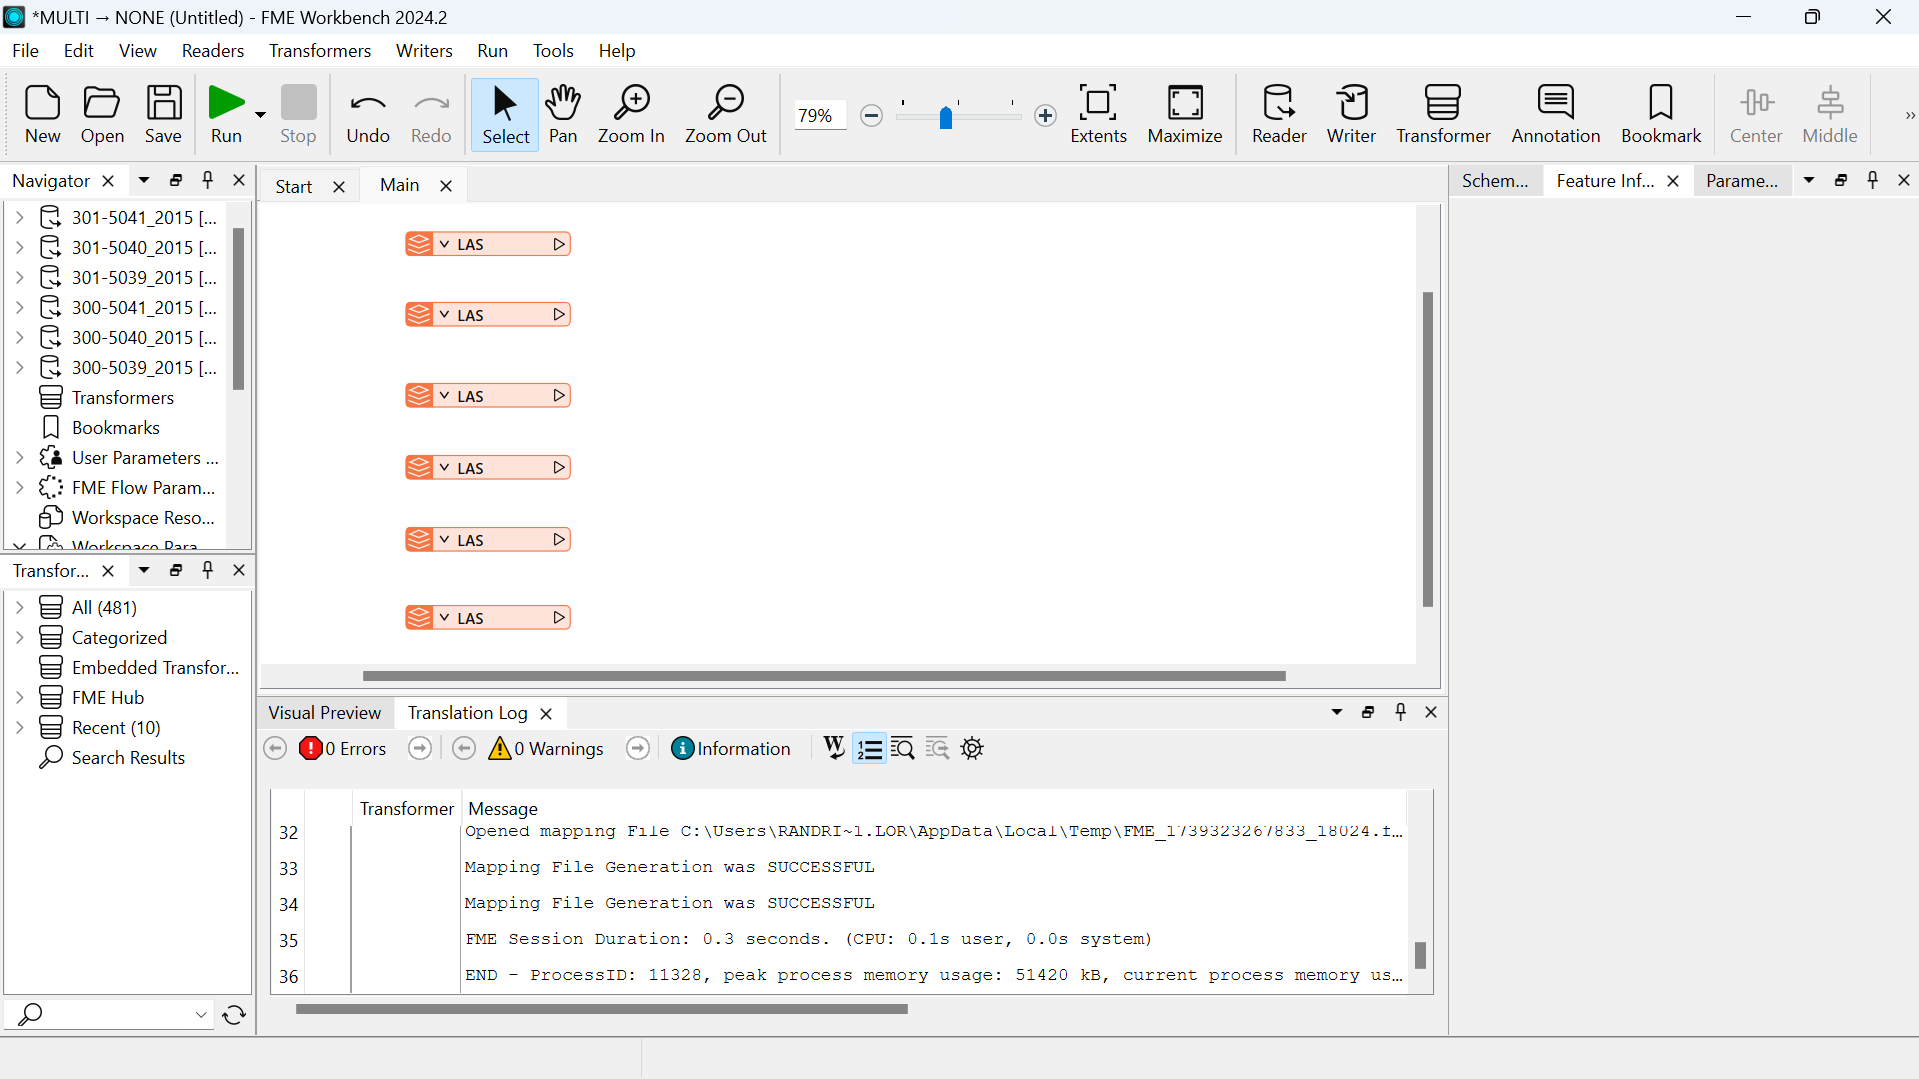 *MULTI → NONE (Untitled) - FME Workbench 2024.2
File Edit View Readers Transformers Writers Run Tools Help
New Open Save Run Stop Undo Redo Select Pan Zoom In Zoom Out 79% Extents Maximize Reader Writer Transformer Annotation Bookmark Center Middle »
Navigator
301-5041_2015 [...
301-5040_2015 [...
301-5039_2015 [...
300-5041_2015 [...
300-5040_2015 [...
300-5039_2015 [...
Transformers
Bookmarks
User Parameters ...
FME Flow Param...
Workspace Reso...
Workspace Para
Transfor...
All (481)
Categorized
Embedded Transfor...
FME Hub
Recent (10)
Search Results
Start Main
LAS
LAS
LAS
LAS
LAS
LAS
Visual Preview Translation Log
0 Errors 0 Warnings Information
Transformer Message
32 Opened mapping File C:\Users\RANDRI~1.LOR\AppData\Local\Temp\FME_1739323267833_18024.f...
33 Mapping File Generation was SUCCESSFUL
34 Mapping File Generation was SUCCESSFUL
35 FME Session Duration: 0.3 seconds. (CPU: 0.1s user, 0.0s system)
36 END - ProcessID: 11328, peak process memory usage: 51420 kB, current process memory us...
Schem... Feature Inf... Parame...